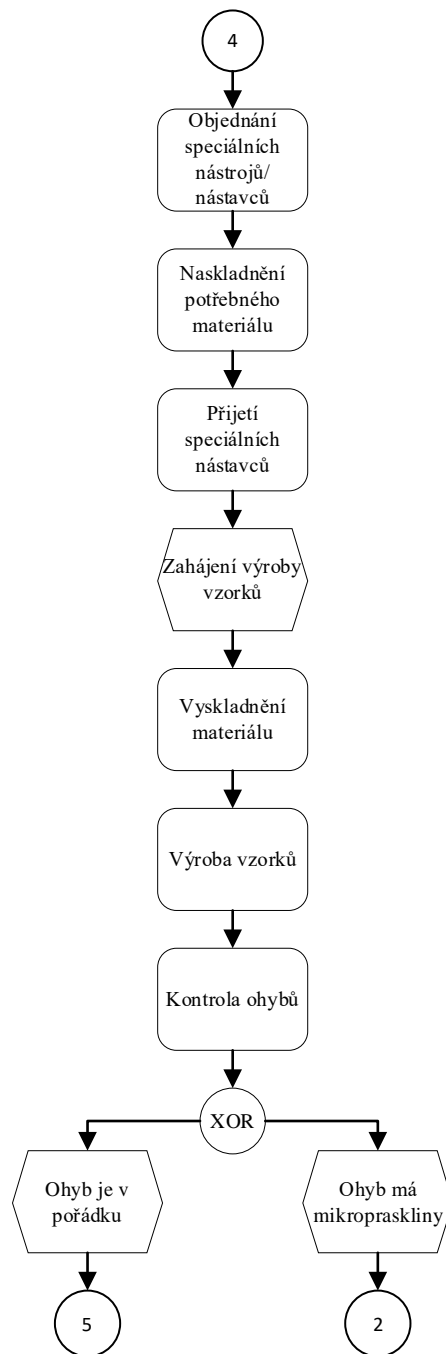 4
Objednání
speciálních
nástrojů/
nástavců
Naskladnění
potřebného
materiálu
Přijetí
speciálních
nástavců
Zahájení výroby
vzorků
Vyskladnění
materiálu
Výroba vzorků
Kontrola ohybů
XOR
Ohyb je v
pořádku
Ohyb má
mikropraskliny
5
2